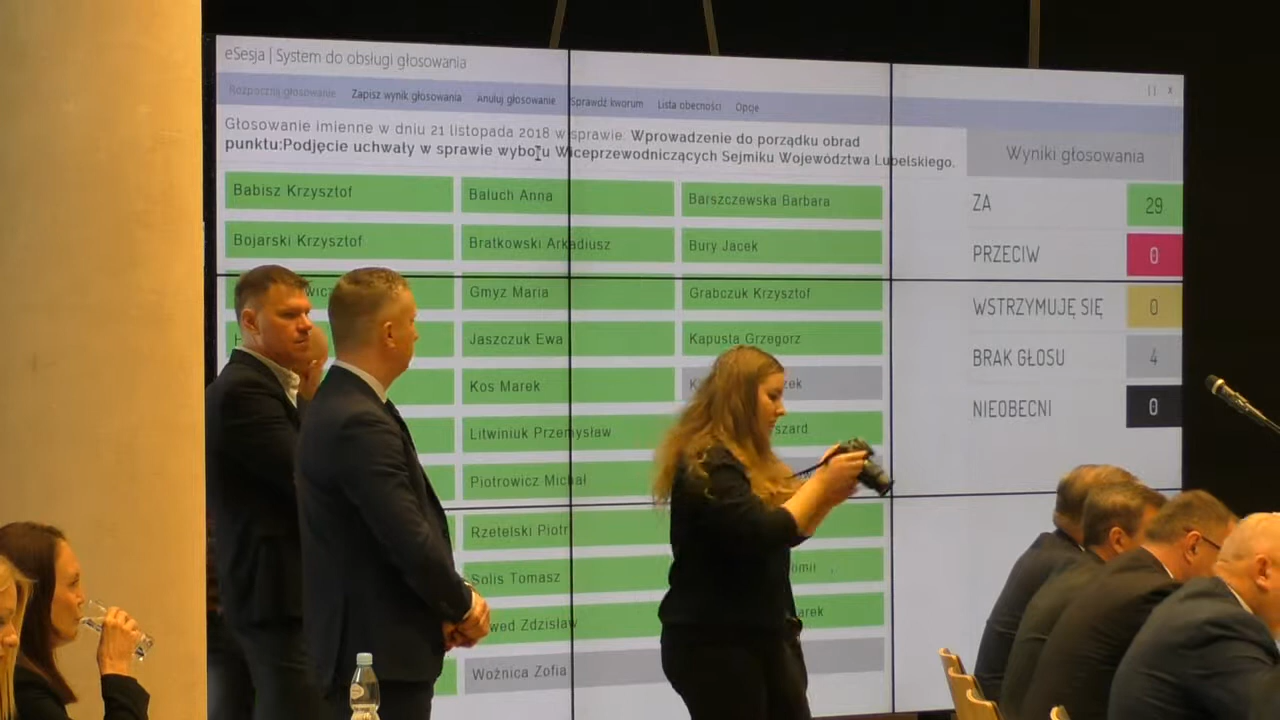 eSesja | System do obsługi głosowania
Rozpocznij głosowanie Zapisz wynik głosowania Anuluj głosowanie Sprawdź kworum Lista obecności Opcje
Głosowanie imienne w dniu 21 listopada 2018 w sprawie: Wprowadzenie do porządku obrad
punktu:Podjęcie uchwały w sprawie wyboru Wiceprzewodniczących Sejmiku Województwa Lubelskiego.
Wyniki głosowania
Babisz Krzysztof Baluch Anna Barszczewska Barbara
ZA 29
Bojarski Krzysztof Bratkowski Arkadiusz Bury Jacek
PRZECIW 0
Gmyz Maria Grabczuk Krzysztof
WSTRZYMUJĘ SIĘ 0
Jaszczuk Ewa Kapusta Grzegorz
BRAK GŁOSU 4
Kos Marek
NIEOBECNI 0
Litwiniuk Przemysław
Piotrowicz Michał
Rzetelski Piotr
Solis Tomasz
Zdzisław
Woźnica Zofia